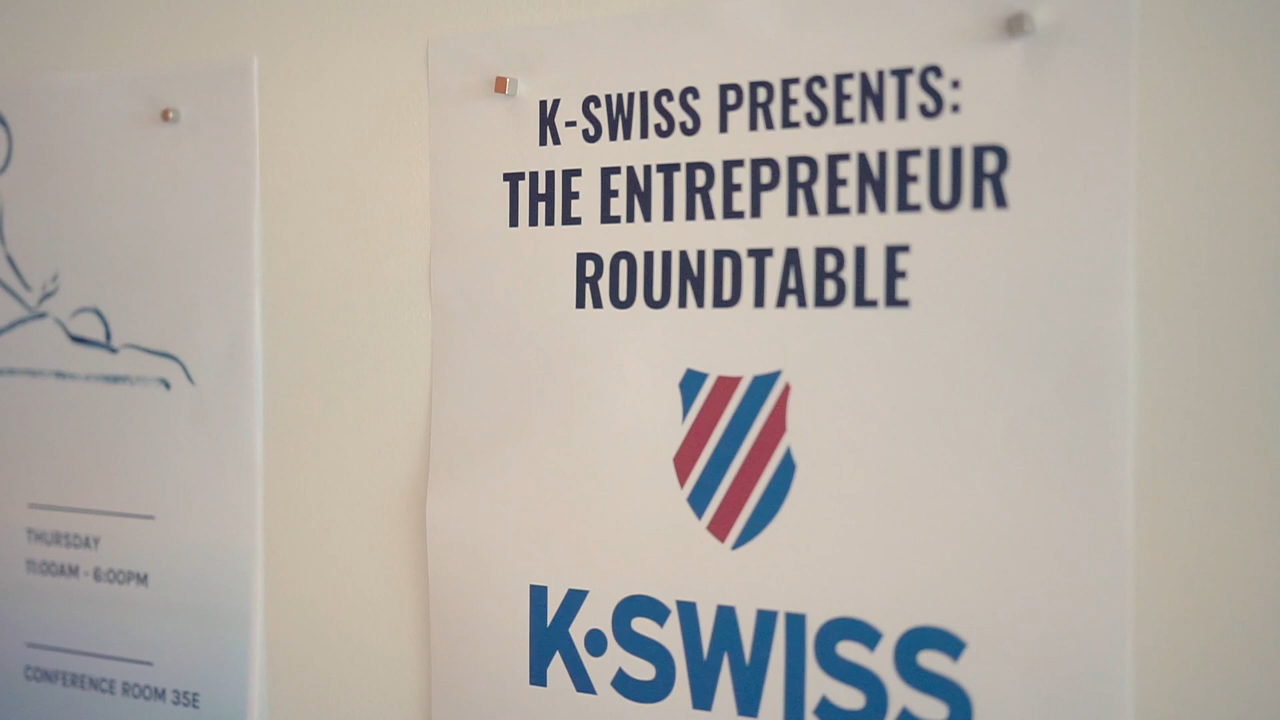 K-SWISS PRESENTS:
THE ENTREPRENEUR
ROUNDTABLE
K•SWISS
THURSDAY
11:00AM - 6:00PM
CONFERENCE ROOM 35E